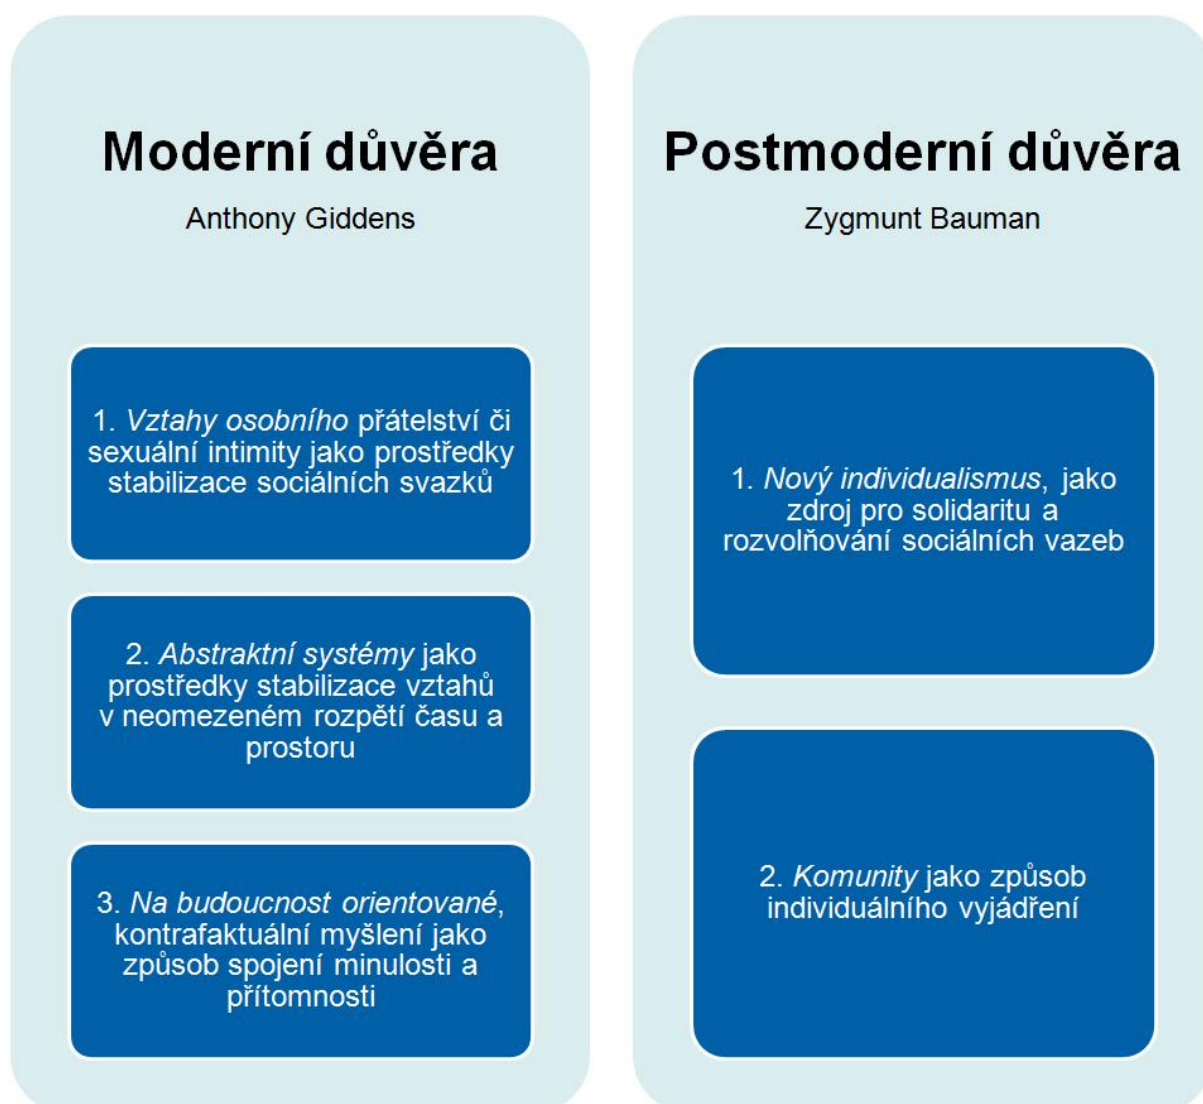 Moderní důvěra
Anthony Giddens
1. Vztahy osobního přátelství či
sexuální intimity jako prostředky
stabilizace sociálních svazků
2. Abstraktní systémy jako
prostředky stabilizace vztahů
v neomezeném rozpětí času a
prostoru
3. Na budoucnost orientované,
kontrafaktuální myšlení jako
způsob spojení minulosti a
přítomnosti
Postmoderní důvěra
Zygmunt Bauman
1. Nový individualismus, jako
zdroj pro solidaritu a
rozvolňování sociálních vazeb
2. Komunity jako způsob
individuálního vyjádření